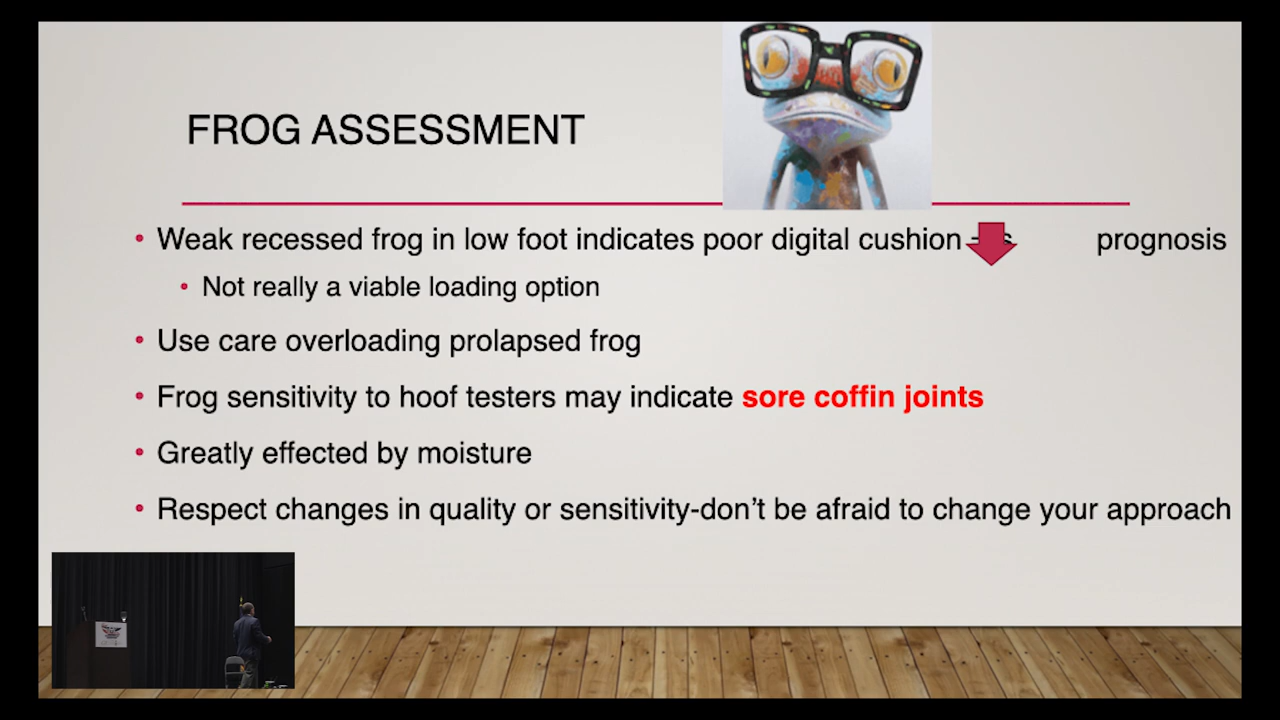 FROG ASSESSMENT
Weak recessed frog in low foot indicates poor digital cushion prognosis
Not really a viable loading option
Use care overloading prolapsed frog
Frog sensitivity to hoof testers may indicate sore coffin joints
Greatly effected by moisture
Respect changes in quality or sensitivity-don't be afraid to change your approach